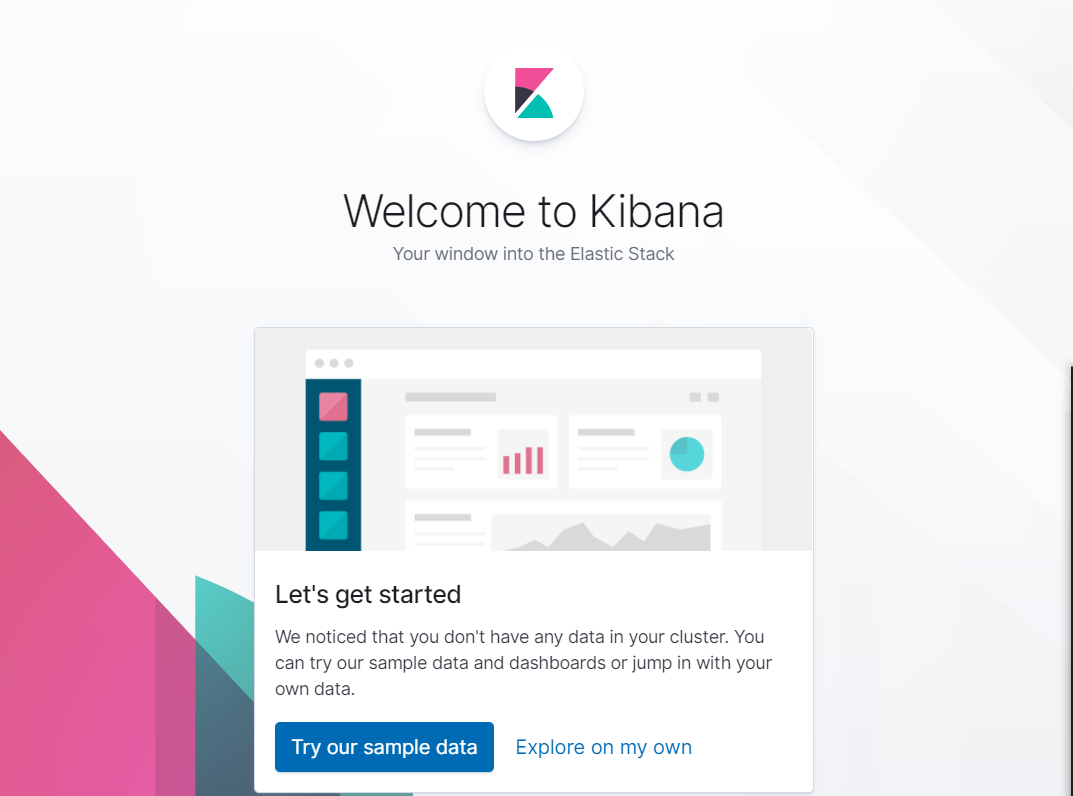 Welcome to Kibana
Your window into the Elastic Stack
Let's get started
We noticed that you don't have any data in your cluster. You
can try our sample data and dashboards or jump in with your
own data.
Try our sample data
Explore on my own